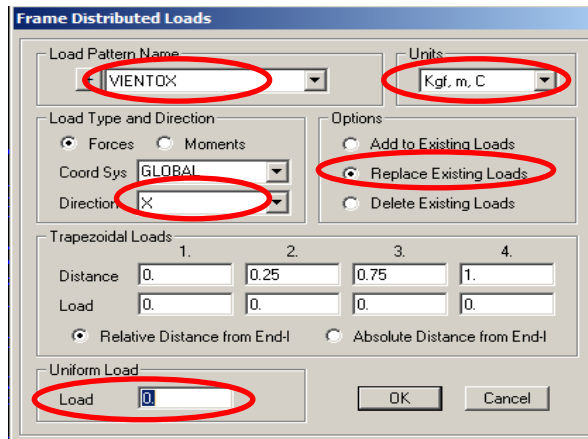 Frame Distributed Loads
Load Pattern Name
+ VIENTOX
Units
Kgf, m, C
Load Type and Direction
Forces Moments
Coord Sys GLOBAL
Direction X
Options
Add to Existing Loads
Replace Existing Loads
Delete Existing Loads
Trapezoidal Loads
1. 2. 3. 4.
Distance 0. 0.25 0.75 1.
Load 0. 0. 0. 0.
Relative Distance from End-I Absolute Distance from End-I
Uniform Load
Load 0.
OK Cancel